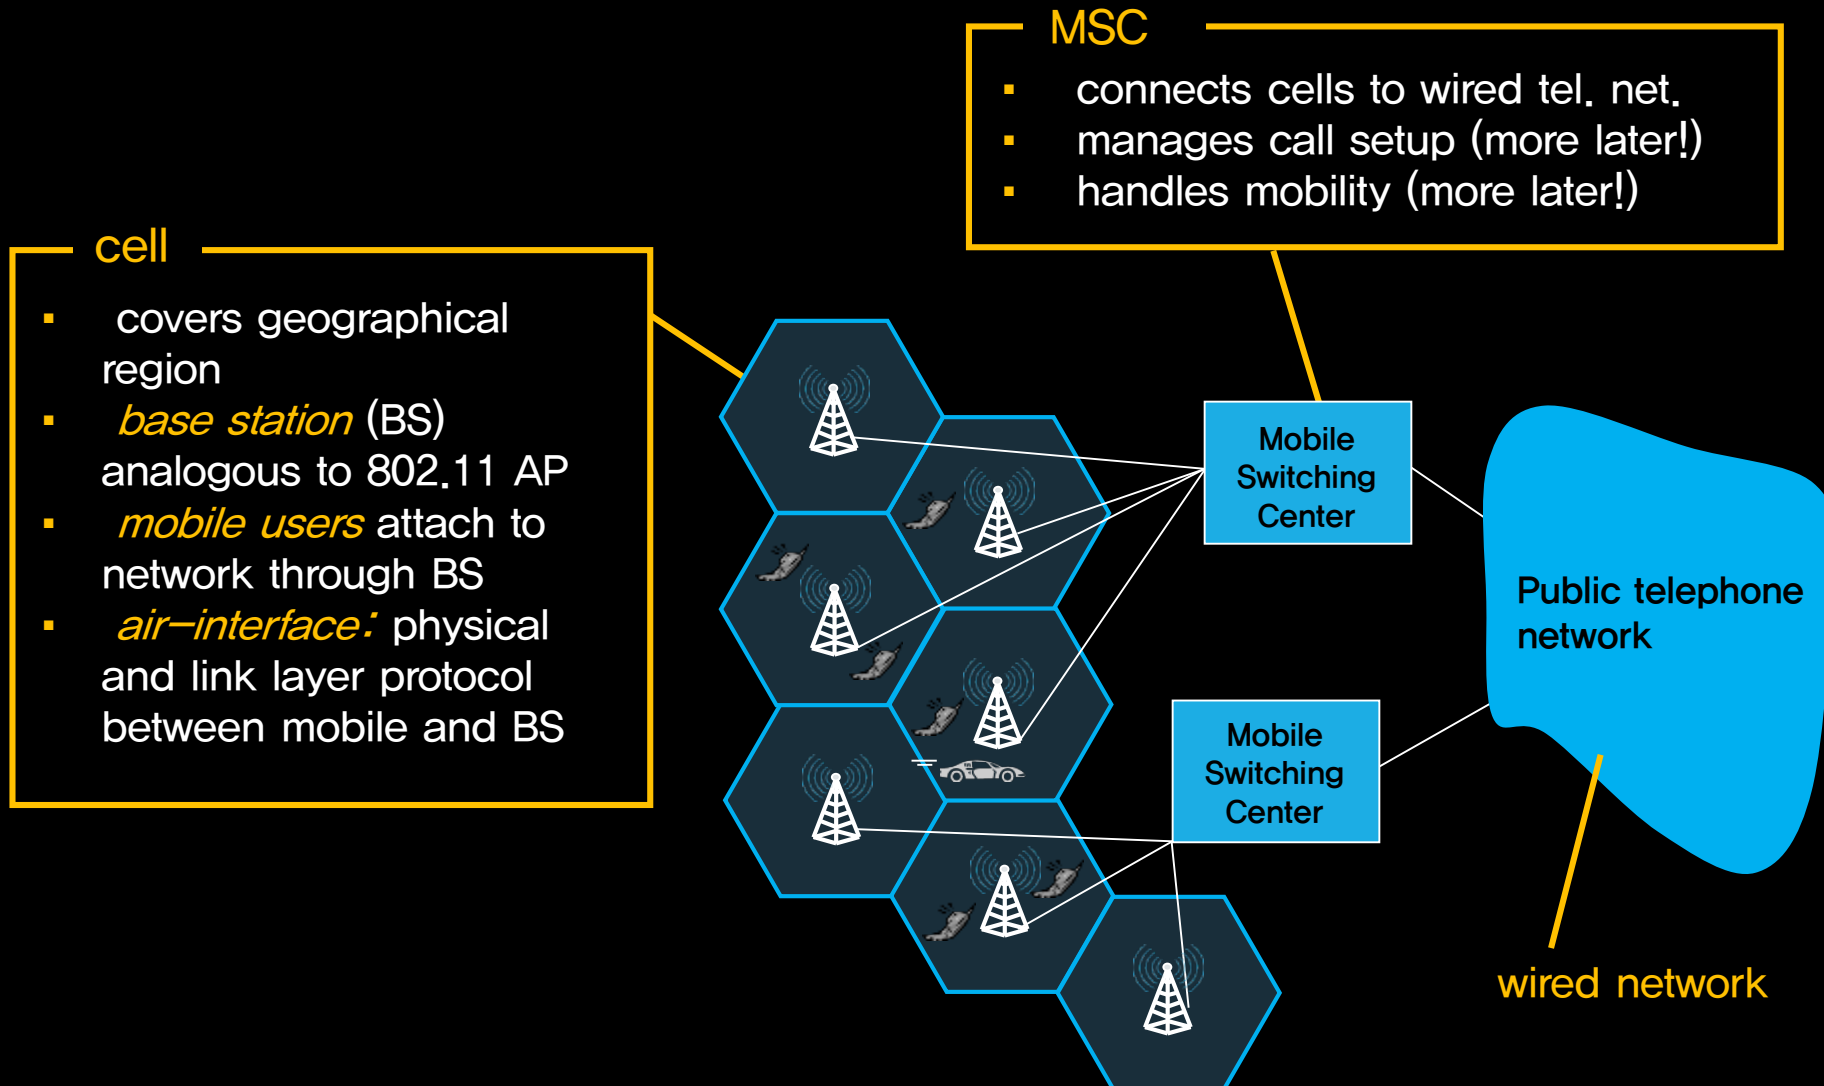 MSC
▪ connects cells to wired tel. net.
▪ manages call setup (more later!)
▪ handles mobility (more later!)
cell
▪ covers geographical
region
▪ base station (BS)
analogous to 802.11 AP
▪ mobile users attach to
network through BS
▪ air-interface: physical
and link layer protocol
between mobile and BS
Mobile
Switching
Center
Public telephone
network
Mobile
Switching
Center
wired network